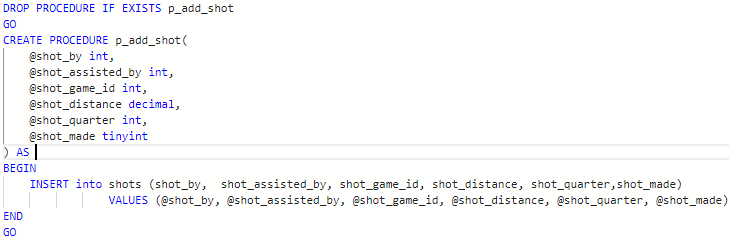 DROP PROCEDURE IF EXISTS p_add_shot
GO
CREATE PROCEDURE p_add_shot(
    @shot_by int,
    @shot_assisted_by int,
    @shot_game_id int,
    @shot_distance decimal,
    @shot_quarter int,
    @shot_made tinyint
) AS
BEGIN
    INSERT into shots (shot_by,  shot_assisted_by, shot_game_id, shot_distance, shot_quarter,shot_made)
                VALUES (@shot_by, @shot_assisted_by, @shot_game_id, @shot_distance, @shot_quarter, @shot_made)
END
GO